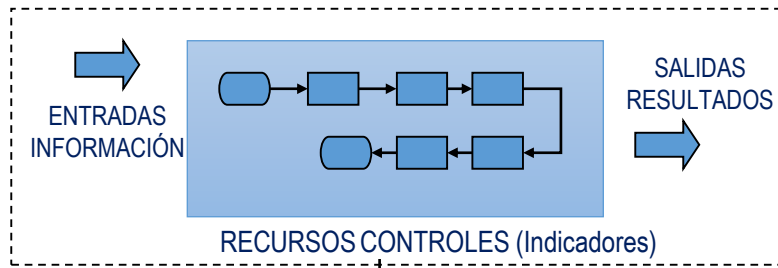 ENTRADAS
INFORMACIÓN
SALIDAS
RESULTADOS
RECURSOS CONTROLES (Indicadores)